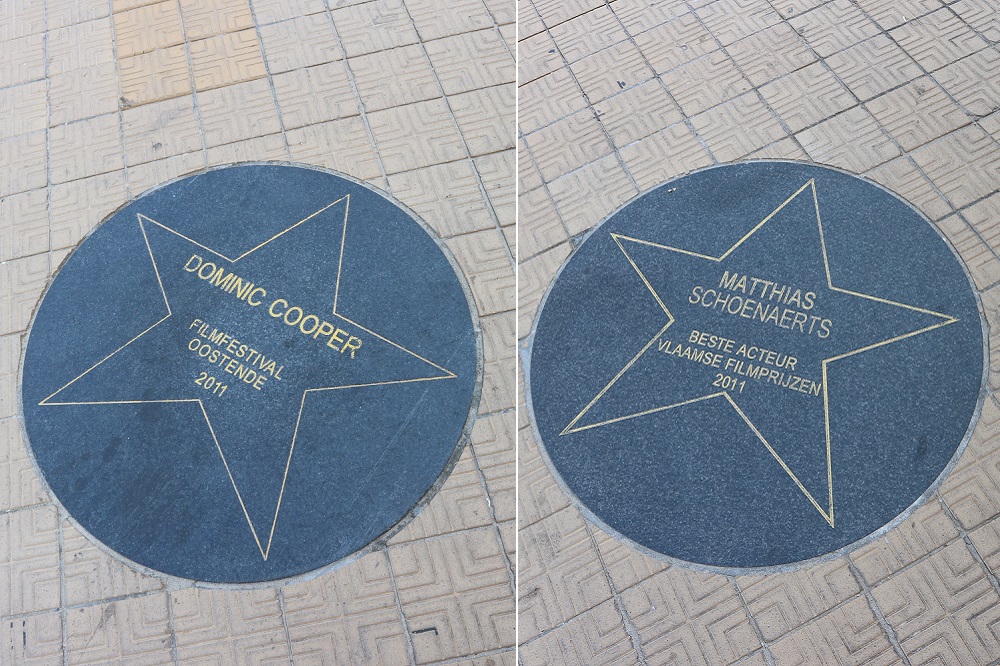 DOMINIC COOPER
FILMFESTIVAL
OOSTENDE
2011
MATTHIAS
SCHOENAERTS
BESTE ACTEUR
VLAAMSE FILMPRIJZEN
2011